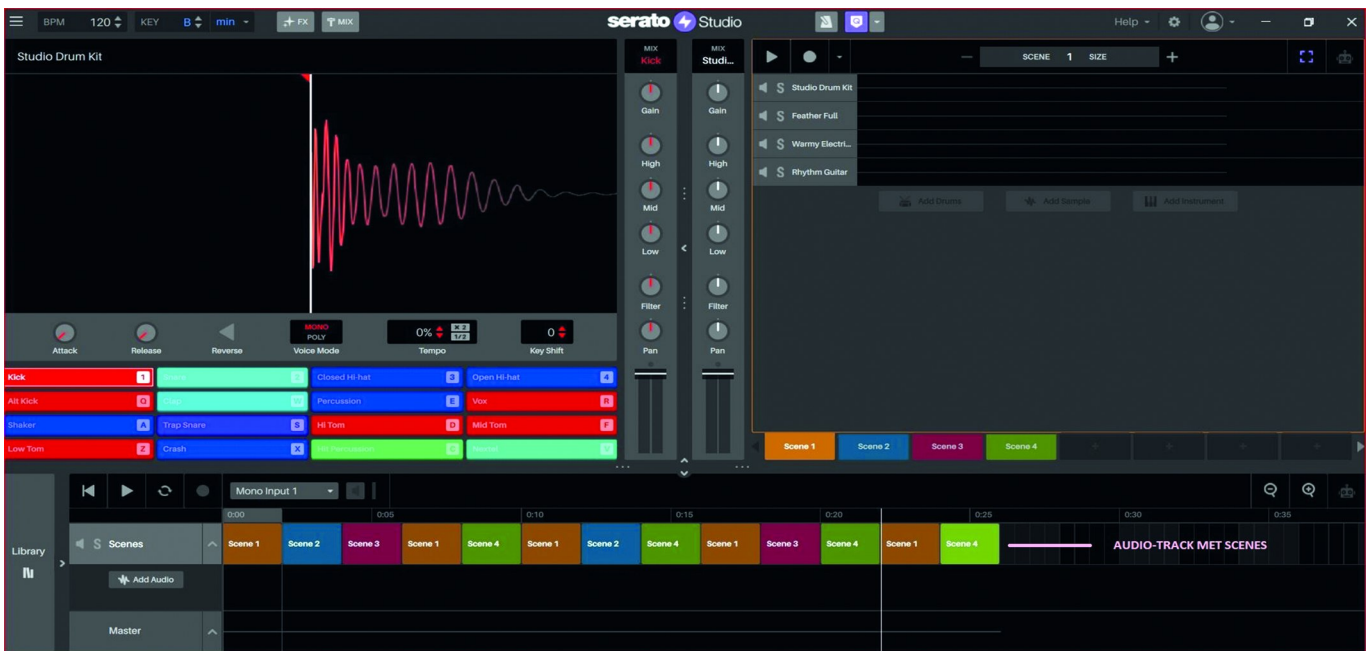 BPM 120 KEY B min FX MIX serato Studio Help
Studio Drum Kit
MIX
Kick
Gain
High
Mid
Low
Filter
Pan
MIX
Studi...
Gain
High
Mid
Low
Filter
Pan
SCENE 1 SIZE
S Studio Drum Kit
S Feather Full
S Warmy Electri...
S Rhythm Guitar
Add Drums Add Sample Add Instrument
MONO
POLY
0% X 2
1/2
0
Attack Release Reverse Voice Mode Tempo Key Shift
Kick 1 Closed Hi-hat 3 Open Hi-hat 4
Alt Kick Q Clap Percussion E Vox R
Shaker A Trap Snare S Hi Tom D Mid Tom F
Low Tom Z Crash X Percussion C
Scene 1 Scene 2 Scene 3 Scene 4
Mono Input 1
0:00 0:05 0:10 0:15 0:20 0:25 0:30 0:35
Library
S Scenes
Scene 1 Scene 2 Scene 3 Scene 1 Scene 4 Scene 1 Scene 2 Scene 4 Scene 1 Scene 3 Scene 4 Scene 1 Scene 4 AUDIO-TRACK MET SCENES
Add Audio
Master